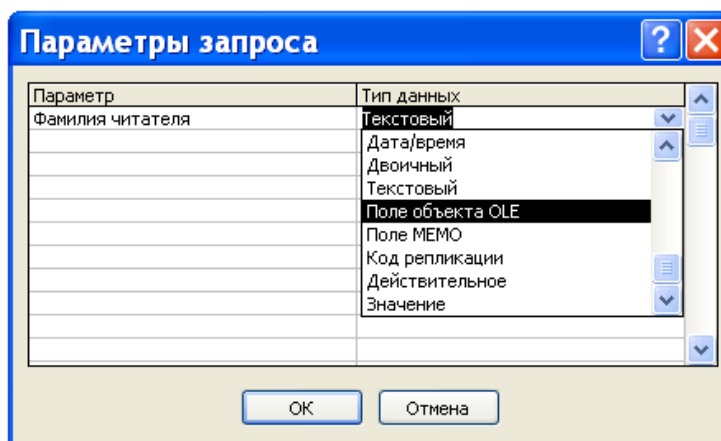 Параметры запроса
Параметр Тип данных
Фамилия читателя Текстовый
Дата/время
Двоичный
Текстовый
Поле объекта OLE
Поле МЕМО
Код репликации
Действительное
Значение
ОК Отмена